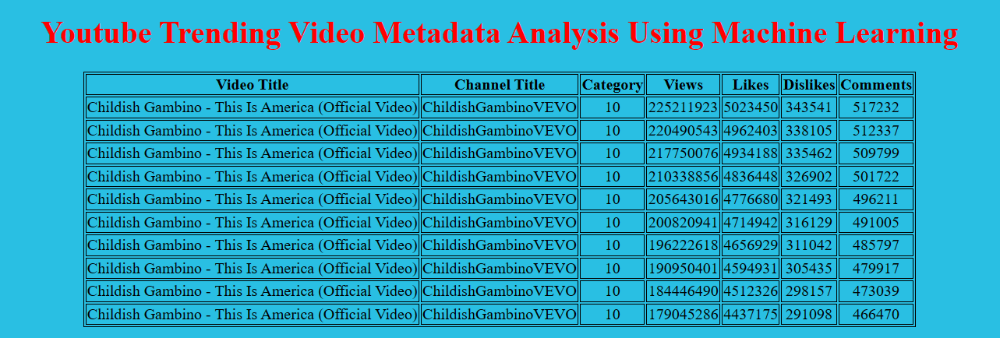 Youtube Trending Video Metadata Analysis Using Machine Learning
Video Title Channel Title Category Views Likes Dislikes Comments
Childish Gambino - This Is America (Official Video) ChildishGambinoVEVO 10 225211923 5023450 343541 517232
Childish Gambino - This Is America (Official Video) ChildishGambinoVEVO 10 220490543 4962403 338105 512337
Childish Gambino - This Is America (Official Video) ChildishGambinoVEVO 10 217750076 4934188 335462 509799
Childish Gambino - This Is America (Official Video) ChildishGambinoVEVO 10 210338856 4836448 326902 501722
Childish Gambino - This Is America (Official Video) ChildishGambinoVEVO 10 205643016 4776680 321493 496211
Childish Gambino - This Is America (Official Video) ChildishGambinoVEVO 10 200820941 4714942 316129 491005
Childish Gambino - This Is America (Official Video) ChildishGambinoVEVO 10 196222618 4656929 311042 485797
Childish Gambino - This Is America (Official Video) ChildishGambinoVEVO 10 190950401 4594931 305435 479917
Childish Gambino - This Is America (Official Video) ChildishGambinoVEVO 10 184446490 4512326 298157 473039
Childish Gambino - This Is America (Official Video) ChildishGambinoVEVO 10 179045286 4437175 291098 466470